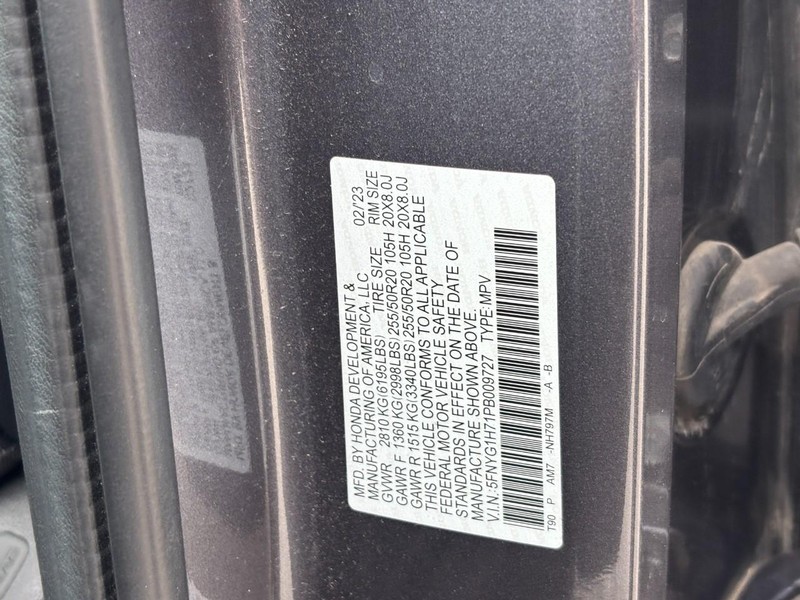 MFD. BY HONDA DEVELOPMENT &
MANUFACTURING OF AMERICA, LLC 02/'23
GVWR 2810 KG(6195LBS) TIRE SIZE RIM SIZE
GAWR F 1360 KG(2998LBS) 255/50R20 105H 20X8.0J
GAWR R 1515 KG(3340LBS) 255/50R20 105H 20X8.0J
THIS VEHICLE CONFORMS TO ALL APPLICABLE
FEDERAL MOTOR VEHICLE SAFETY
STANDARDS IN EFFECT ON THE DATE OF
MANUFACTURE SHOWN ABOVE.
V.I.N.:5FNYG1H71PB009727 TYPE:MPV
T90 P AM7 -NH797M -A -B